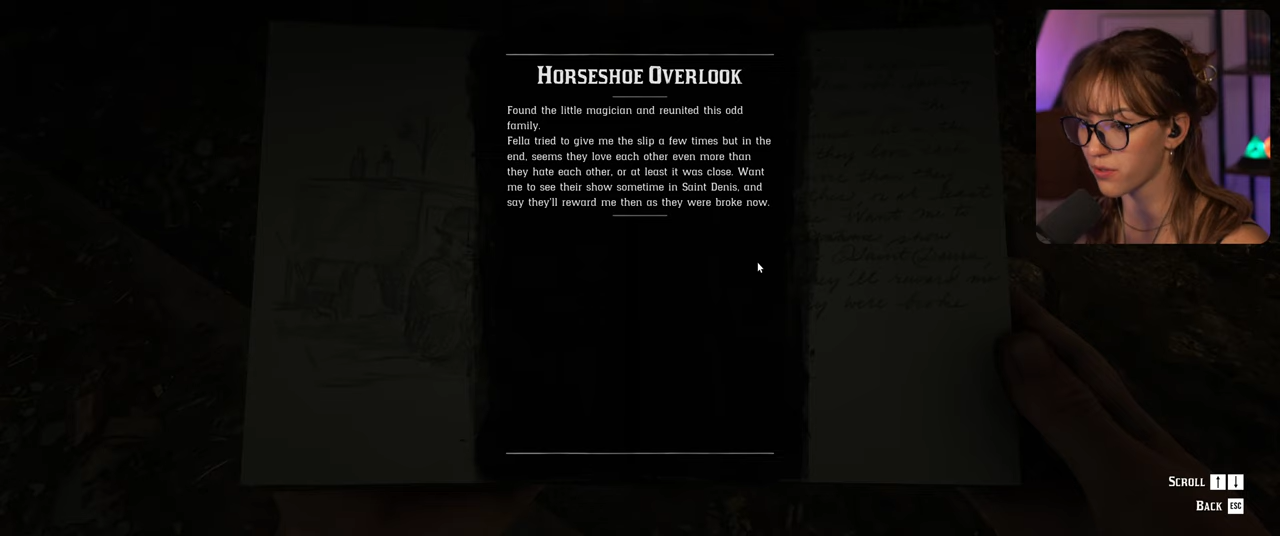 Horseshoe Overlook
Found the little magician and reunited this odd
family.
Fella tried to give me the slip a few times but in the
end, seems they love each other even more than
they hate each other, or at least it was close. Want
me to see their show sometime in Saint Denis, and
say they'll reward me then as they were broke now.
Scroll ↑ ↓
Back ESC